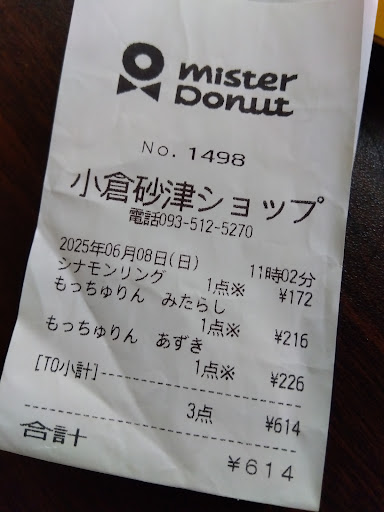 mister
Donut
No. 1498
小倉砂津ショップ
電話093-512-5270
2025年06月08日(日) 11時02分
シナモンリング
1点※ ¥172
もっちゅりん みたらし
1点※ ¥216
もっちゅりん あずき
1点※ ¥226
[TO小計]
3点 ¥614
合計
¥614